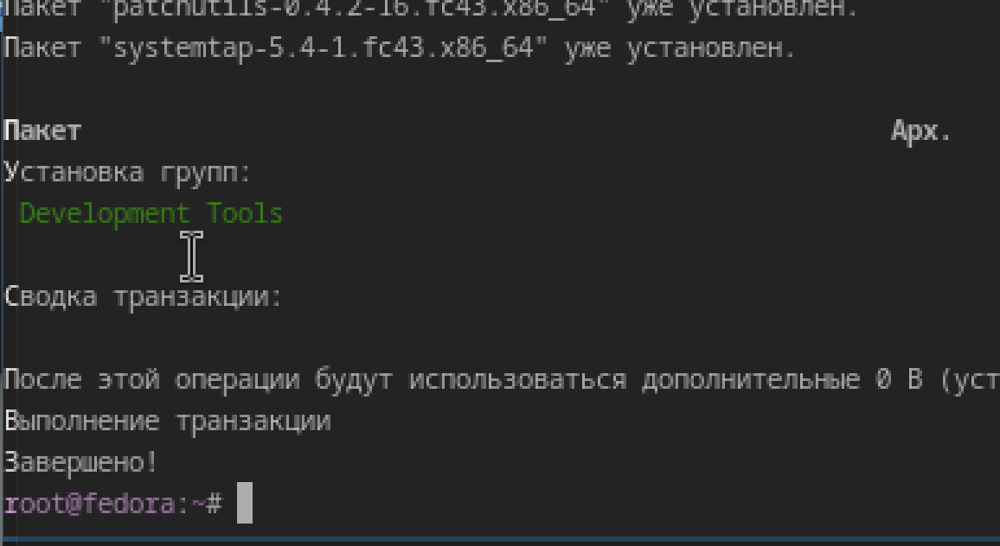 Пакет "patchutils-0.4.2-16.fc43.x86_64" уже установлен.
Пакет "systemtap-5.4-1.fc43.x86_64" уже установлен.
Пакет Арх.
Установка групп:
Development Tools
Сводка транзакции:
После этой операции будут использоваться дополнительные 0 B (уст
Выполнение транзакции
Завершено!
root@fedora:~#